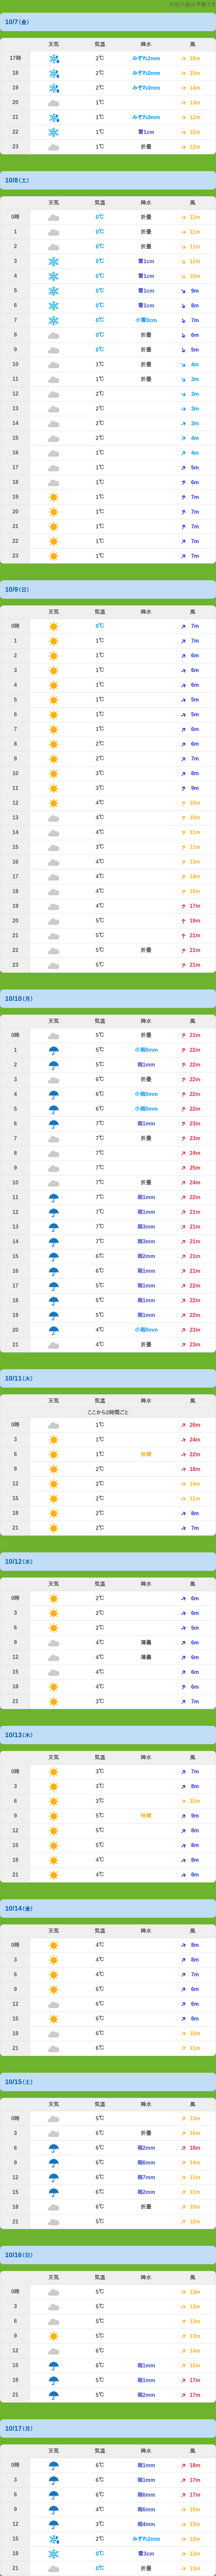 大雪の森の予報です
10/7(金)
天気 気温 降水 風
17時 2℃ みぞれ2mm 16m
18 2℃ みぞれ0mm 15m
19 2℃ みぞれ0mm 14m
20 1℃ 15m
21 1℃ みぞれ0mm 12m
22 1℃ 雪1cm 12m
23 1℃ 折曇 12m
10/8(土)
天気 気温 降水 風
0時 0℃ 折曇 12m
1 0℃ 折曇 11m
2 0℃ 折曇 11m
3 0℃ 雪1cm 11m
4 0℃ 雪1cm 10m
5 0℃ 雪1cm 9m
6 0℃ 雪1cm 8m
7 0℃ 小雪0cm 7m
8 0℃ 折曇 6m
9 0℃ 折曇 5m
10 1℃ 折曇 4m
11 1℃ 折曇 3m
12 2℃ 3m
13 2℃ 3m
14 2℃ 3m
15 2℃ 4m
16 1℃ 4m
17 1℃ 5m
18 1℃ 6m
19 1℃ 7m
20 1℃ 7m
21 1℃ 7m
22 1℃ 7m
23 1℃ 7m
10/9(日)
天気 気温 降水 風
0時 0℃ 7m
1 1℃ 7m
2 1℃ 6m
3 1℃ 6m
4 1℃ 6m
5 1℃ 5m
6 1℃ 5m
7 1℃ 6m
8 2℃ 6m
9 2℃ 7m
10 3℃ 8m
11 3℃ 9m
12 4℃ 10m
13 4℃ 10m
14 4℃ 11m
15 3℃ 11m
16 4℃ 12m
17 4℃ 14m
18 4℃ 15m
19 4℃ 17m
20 5℃ 19m
21 5℃ 21m
22 5℃ 折曇 21m
23 5℃ 21m
10/10(月)
天気 気温 降水 風
0時 5℃ 折曇 21m
1 5℃ 小雨0mm 22m
2 5℃ 雨1mm 22m
3 6℃ 折曇 22m
4 6℃ 小雨0mm 22m
5 6℃ 小雨0mm 22m
6 7℃ 雨1mm 23m
7 7℃ 折曇 23m
8 7℃ 24m
9 7℃ 25m
10 7℃ 折曇 24m
11 7℃ 雨1mm 22m
12 7℃ 雨1mm 21m
13 7℃ 雨3mm 21m
14 7℃ 雨3mm 21m
15 6℃ 雨2mm 21m
16 6℃ 雨1mm 21m
17 5℃ 雨1mm 22m
18 5℃ 雨1mm 22m
19 5℃ 雨1mm 22m
20 4℃ 小雨0mm 23m
21 4℃ 折曇 23m
10/11(火)
天気 気温 降水 風
ここから3時間ごと
0時 1℃ 26m
3 1℃ 24m
6 1℃ 快晴 22m
9 2℃ 18m
12 2℃ 14m
15 2℃ 11m
18 2℃ 8m
21 2℃ 7m
10/12(水)
天気 気温 降水 風
0時 1℃ 6m
3 2℃ 6m
6 2℃ 5m
9 4℃ 薄曇 6m
12 4℃ 薄曇 6m
15 4℃ 6m
18 4℃ 6m
21 3℃ 7m
10/13(木)
天気 気温 降水 風
0時 3℃ 7m
3 3℃ 8m
6 3℃ 10m
9 5℃ 快晴 9m
12 5℃ 8m
15 5℃ 8m
18 4℃ 8m
21 4℃ 8m
10/14(金)
天気 気温 降水 風
0時 4℃ 8m
3 4℃ 8m
6 4℃ 7m
9 6℃ 6m
12 6℃ 6m
15 6℃ 8m
18 6℃ 10m
21 6℃ 11m
10/15(土)
天気 気温 降水 風
0時 5℃ 13m
3 6℃ 折曇 16m
6 6℃ 雨2mm 18m
9 6℃ 雨6mm 14m
12 6℃ 雨7mm 11m
15 6℃ 雨2mm 11m
18 6℃ 折曇 10m
21 5℃ 12m
10/16(日)
天気 気温 降水 風
0時 5℃ 13m
3 5℃ 13m
6 5℃ 13m
9 5℃ 13m
12 6℃ 14m
15 6℃ 雨1mm 15m
18 5℃ 雨1mm 17m
21 5℃ 雨2mm 17m
10/17(月)
天気 気温 降水 風
0時 6℃ 雨1mm 18m
3 6℃ 雨1mm 17m
6 6℃ 雨6mm 17m
9 4℃ 雨6mm 15m
12 3℃ 雨4mm 13m
15 2℃ みぞれ2mm 13m
18 0℃ 雪3cm 13m
21 0℃ 折曇 13m